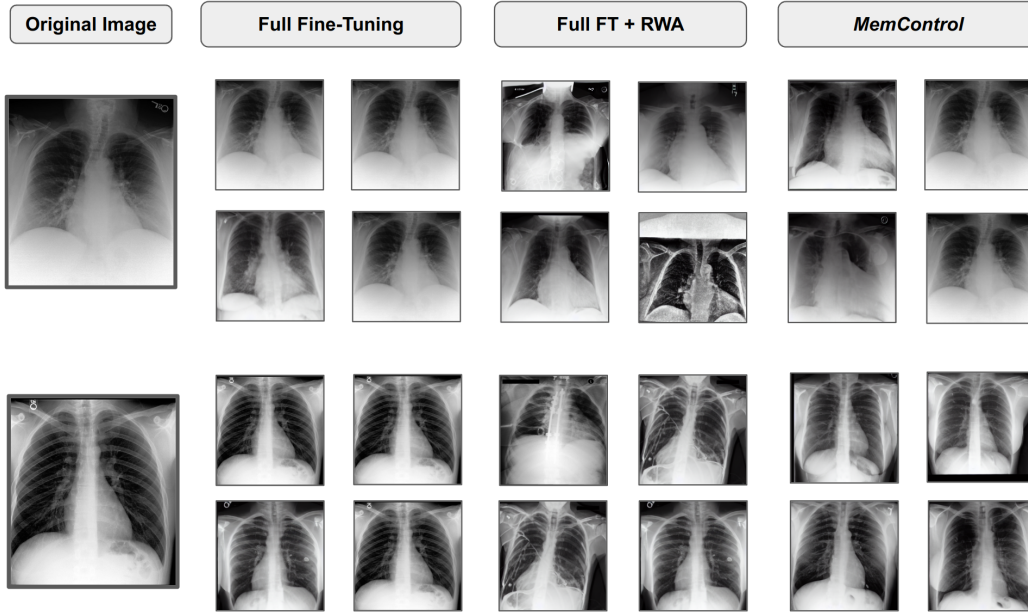 Original Image
Full Fine-Tuning
Full FT + RWA
MemControl